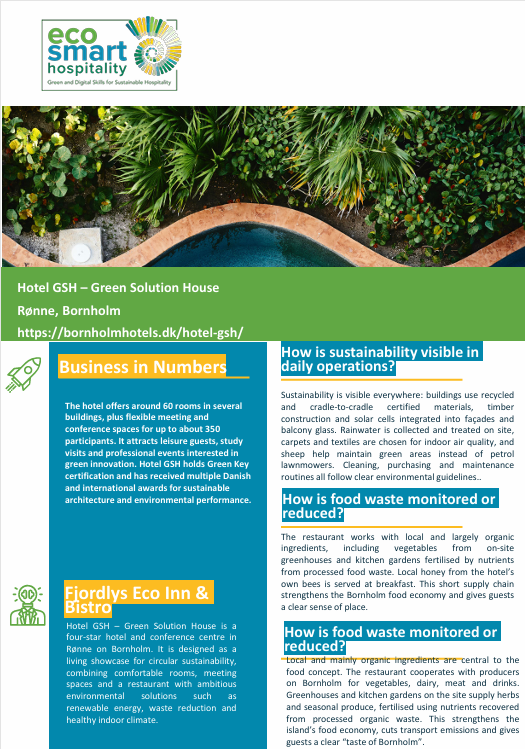 eco
smart
hospitality
Green and Digital Skills for Sustainable Hospitality
Hotel GSH – Green Solution House
Rønne, Bornholm
https://bornholmhotels.dk/hotel-gsh/
Business in Numbers
The hotel offers around 60 rooms in several
buildings, plus flexible meeting and
conference spaces for up to about 350
participants. It attracts leisure guests, study
visits and professional events interested in
green innovation. Hotel GSH holds Green Key
certification and has received multiple Danish
and international awards for sustainable
architecture and environmental performance.
Fjordlys Eco Inn &
Bistro
Hotel GSH – Green Solution House is a
four-star hotel and conference centre in
Rønne on Bornholm. It is designed as a
living showcase for circular sustainability,
combining comfortable rooms, meeting
spaces and a restaurant with ambitious
environmental solutions such as
renewable energy, waste reduction and
healthy indoor climate.
How is sustainability visible in
daily operations?
Sustainability is visible everywhere: buildings use recycled
and cradle-to-cradle certified materials, timber
construction and solar cells integrated into façades and
balcony glass. Rainwater is collected and treated on site,
carpets and textiles are chosen for indoor air quality, and
sheep help maintain green areas instead of petrol
lawnmowers. Cleaning, purchasing and maintenance
routines all follow clear environmental guidelines..
How is food waste monitored or
reduced?
The restaurant works with local and largely organic
ingredients, including vegetables from on-site
greenhouses and kitchen gardens fertilised by nutrients
from processed food waste. Local honey from the hotel's
own bees is served at breakfast. This short supply chain
strengthens the Bornholm food economy and gives guests
a clear sense of place.
How is food waste monitored or
reduced?
Local and mainly organic ingredients are central to the
food concept. The restaurant cooperates with producers
on Bornholm for vegetables, dairy, meat and drinks.
Greenhouses and kitchen gardens on the site supply herbs
and seasonal produce, fertilised using nutrients recovered
from processed organic waste. This strengthens the
island's food economy, cuts transport emissions and gives
guests a clear “taste of Bornholm”.